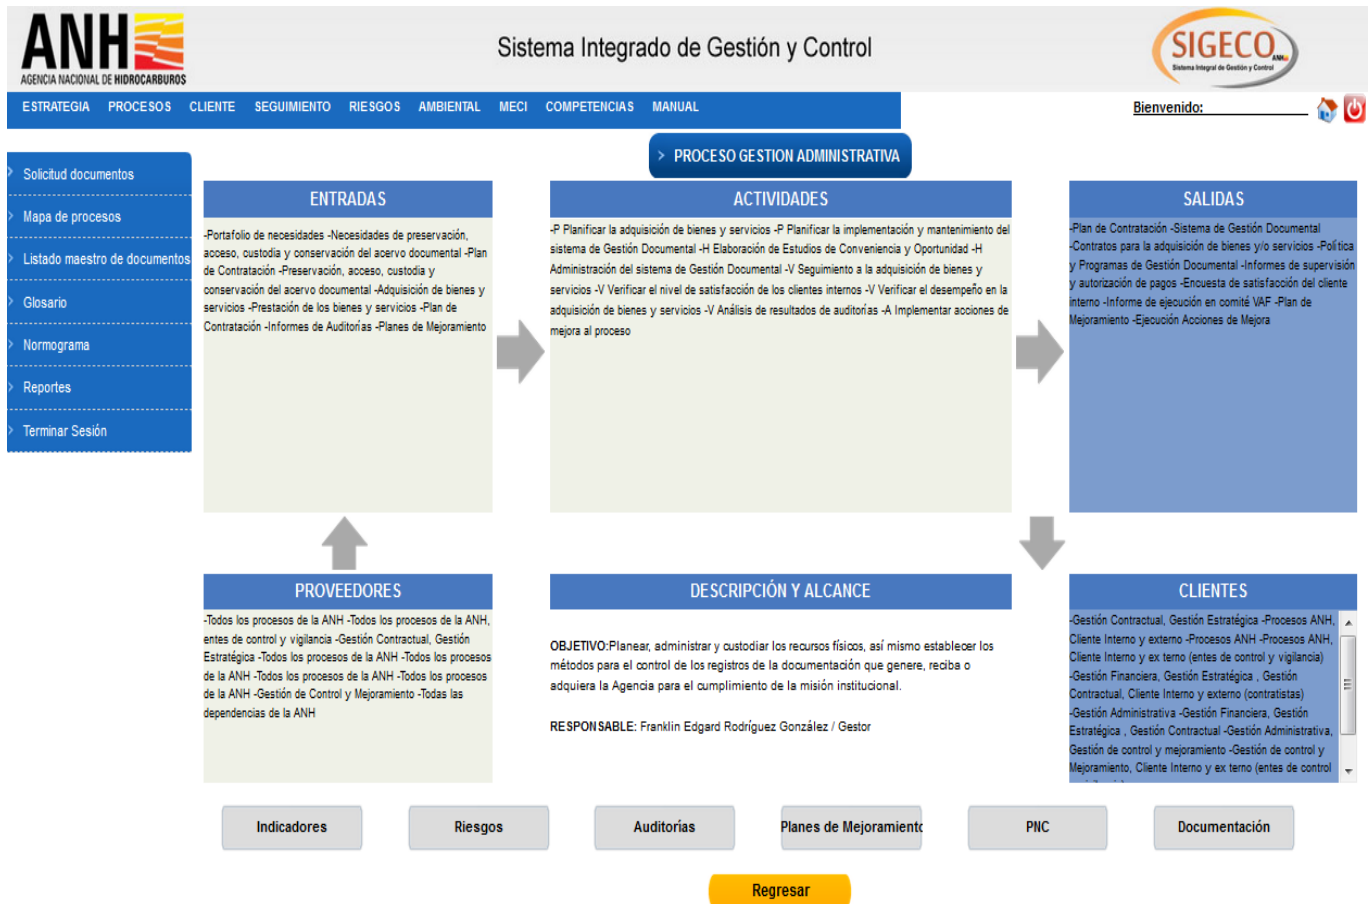 ANH
AGENCIA NACIONAL DE HIDROCARBUROS
Sistema Integrado de Gestión y Control
SIGECO ANH
Sistema Integral de Gestión y Control
ESTRATEGIA PROCESOS CLIENTE SEGUIMIENTO RIESGOS AMBIENTAL MECI COMPETENCIAS MANUAL
Bienvenido:
> PROCESO GESTION ADMINISTRATIVA
Solicitud documentos
Mapa de procesos
Listado maestro de documentos
Glosario
Normograma
Reportes
Terminar Sesión
ENTRADAS
-Portafolio de necesidades -Necesidades de preservación,
acceso, custodia y conservación del acervo documental -Plan
de Contratación -Preservación, acceso, custodia y
conservación del acervo documental -Adquisición de bienes y
servicios -Prestación de los bienes y servicios -Plan de
Contratación -Informes de Auditorías -Planes de Mejoramiento
ACTIVIDADES
-P Planificar la adquisición de bienes y servicios -P Planificar la implementación y mantenimiento del
sistema de Gestión Documental -H Elaboración de Estudios de Conveniencia y Oportunidad -H
Administración del sistema de Gestión Documental -V Seguimiento a la adquisición de bienes y
servicios -V Verificar el nivel de satisfacción de los clientes internos -V Verificar el desempeño en la
adquisición de bienes y servicios -V Análisis de resultados de auditorías -A Implementar acciones de
mejora al proceso
SALIDAS
-Plan de Contratación -Sistema de Gestión Documental
-Contratos para la adquisición de bienes y/o servicios -Política
y Programas de Gestión Documental -Informes de supervisión
y autorización de pagos -Encuesta de satisfacción del cliente
interno -Informe de ejecución en comité VAF -Plan de
Mejoramiento -Ejecución Acciones de Mejora
PROVEEDORES
-Todos los procesos de la ANH -Todos los procesos de la ANH,
entes de control y vigilancia -Gestión Contractual, Gestión
Estratégica -Todos los procesos de la ANH -Todos los procesos
de la ANH -Todos los procesos de la ANH -Todos los procesos
de la ANH -Gestión de Control y Mejoramiento -Todas las
dependencias de la ANH
DESCRIPCIÓN Y ALCANCE
OBJETIVO:Planear, administrar y custodiar los recursos físicos, así mismo establecer los
métodos para el control de los registros de la documentación que genere, reciba o
adquiera la Agencia para el cumplimiento de la misión institucional.
RESPONSABLE: Franklin Edgard Rodríguez González / Gestor
CLIENTES
-Gestión Contractual, Gestión Estratégica -Procesos ANH,
Cliente Interno y externo -Procesos ANH -Procesos ANH,
Cliente Interno y ex terno (entes de control y vigilancia)
-Gestión Financiera, Gestión Estratégica , Gestión
Contractual, Cliente Interno y externo (contratistas)
-Gestión Administrativa -Gestión Financiera, Gestión
Estratégica , Gestión Contractual -Gestión Administrativa,
Gestión de control y mejoramiento -Gestión de control y
Mejoramiento, Cliente Interno y ex terno (entes de control
Indicadores
Riesgos
Auditorías
Planes de Mejoramiento
PNC
Documentación
Regresar